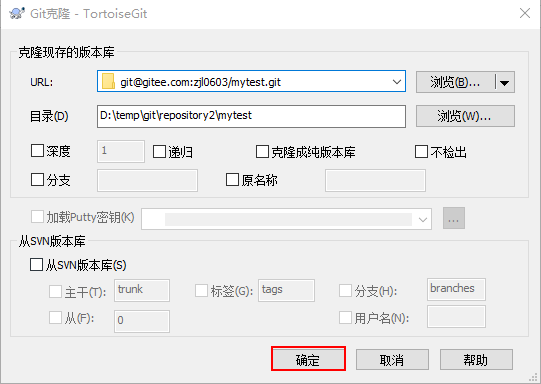 Git克隆 - TortoiseGit
克隆现存的版本库
URL: git@gitee.com:zjl0603/mytest.git 浏览(B)...
目录(D) D:\temp\git\repository2\mytest 浏览(W)...
深度 1 递归 克隆成纯版本库 不检出
分支 原名称
加载Putty密钥(K) ...
从SVN版本库
从SVN版本库(S)
主干(T): trunk 标签(G): tags 分支(H): branches
从(F): 0 用户名(N):
确定 取消 帮助